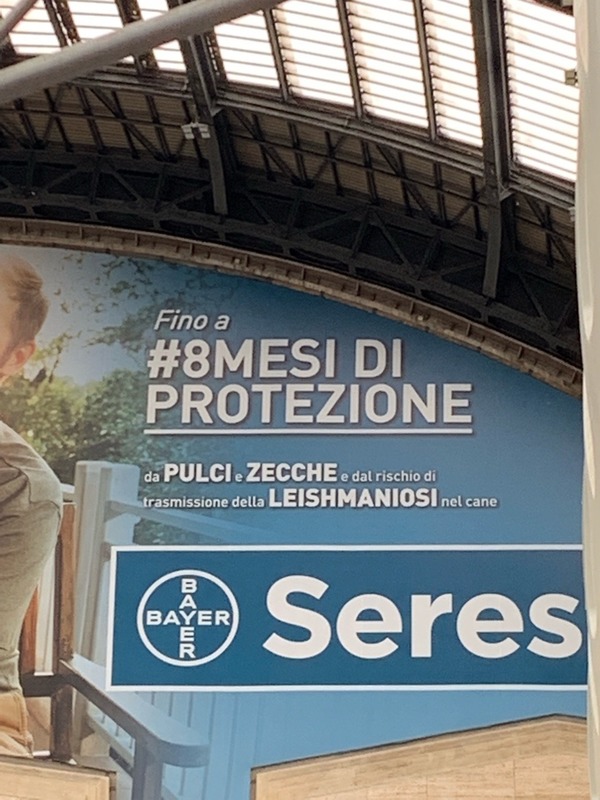 Fino a
#8MESI DI
PROTEZIONE
da PULCI e ZECCHE e dal rischio di
trasmissione della LEISHMANIOSI nel cane
BAYER
BAYER
Seres